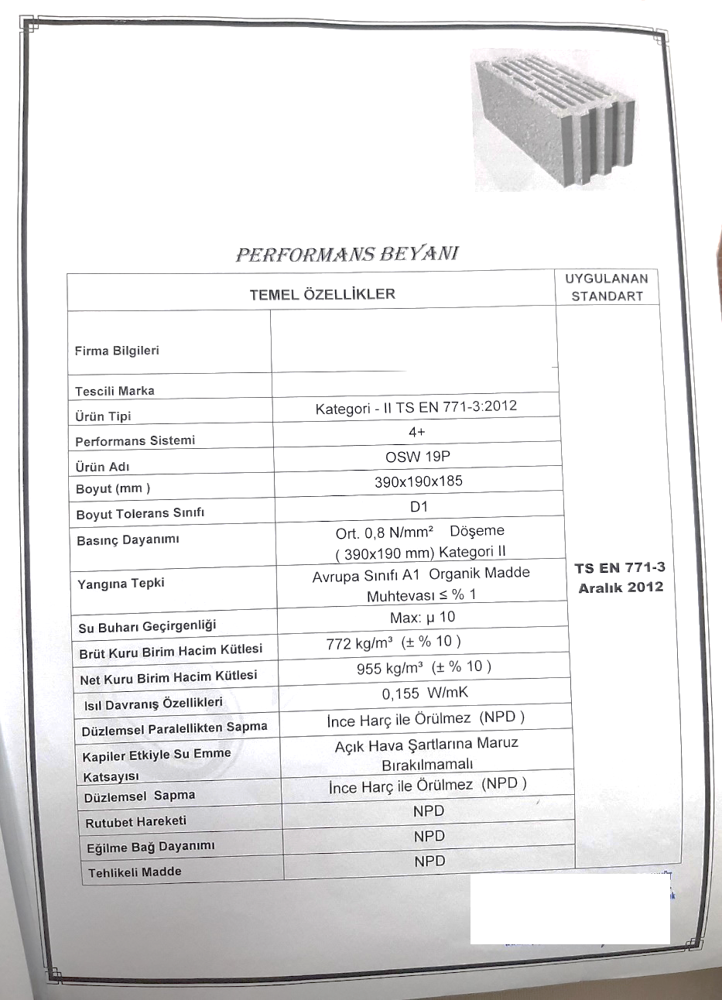 PERFORMANS BEYANI
TEMEL ÖZELLİKLER
UYGULANAN
STANDART
Firma Bilgileri
Tescili Marka
Ürün Tipi
Kategori - II TS EN 771-3:2012
Performans Sistemi
4+
Ürün Adı
OSW 19P
Boyut (mm )
390x190x185
Boyut Tolerans Sınıfı
D1
Basınç Dayanımı
Ort. 0,8 N/mm² Döşeme
( 390x190 mm) Kategori II
Yangına Tepki
Avrupa Sınıfı A1 Organik Madde
Muhtevası ≤ % 1
TS EN 771-3
Aralık 2012
Su Buharı Geçirgenliği
Max: µ 10
Brüt Kuru Birim Hacim Kütlesi
772 kg/m³ (± % 10 )
Net Kuru Birim Hacim Kütlesi
955 kg/m³ (± % 10 )
Isıl Davranış Özellikleri
0,155 W/mK
Düzlemsel Paralellikten Sapma
İnce Harç ile Örülmez (NPD )
Kapiler Etkiyle Su Emme
Katsayısı
Açık Hava Şartlarına Maruz
Bırakılmamalı
Düzlemsel Sapma
İnce Harç ile Örülmez (NPD )
Rutubet Hareketi
NPD
Eğilme Bağ Dayanımı
NPD
Tehlikeli Madde
NPD